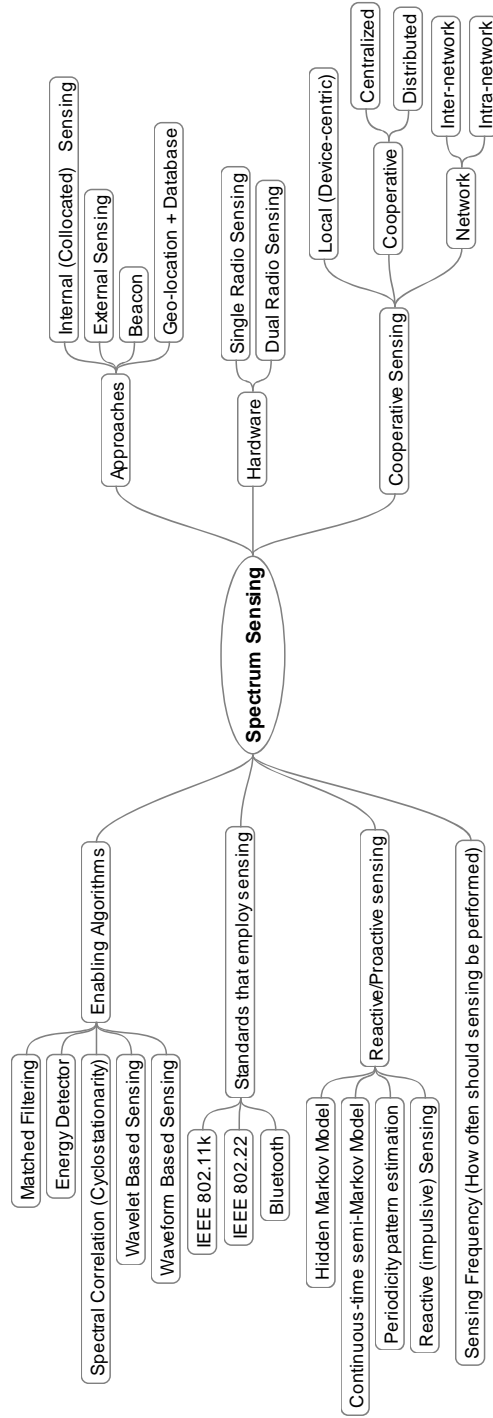 Spectrum Sensing
Enabling Algorithms
Matched Filtering
Energy Detector
Spectral Correlation (Cyclostationarity)
Wavelet Based Sensing
Waveform Based Sensing
Standards that employ sensing
IEEE 802.11k
IEEE 802.22
Bluetooth
Reactive/Proactive sensing
Hidden Markov Model
Continuous-time semi-Markov Model
Periodicity pattern estimation
Reactive (impulsive) Sensing
Sensing Frequency (How often should sensing be performed)
Approaches
Internal (Collocated) Sensing
External Sensing
Beacon
Geo-location + Database
Hardware
Single Radio Sensing
Dual Radio Sensing
Cooperative Sensing
Local (Device-centric)
Cooperative
Centralized
Distributed
Network
Inter-network
Intra-network